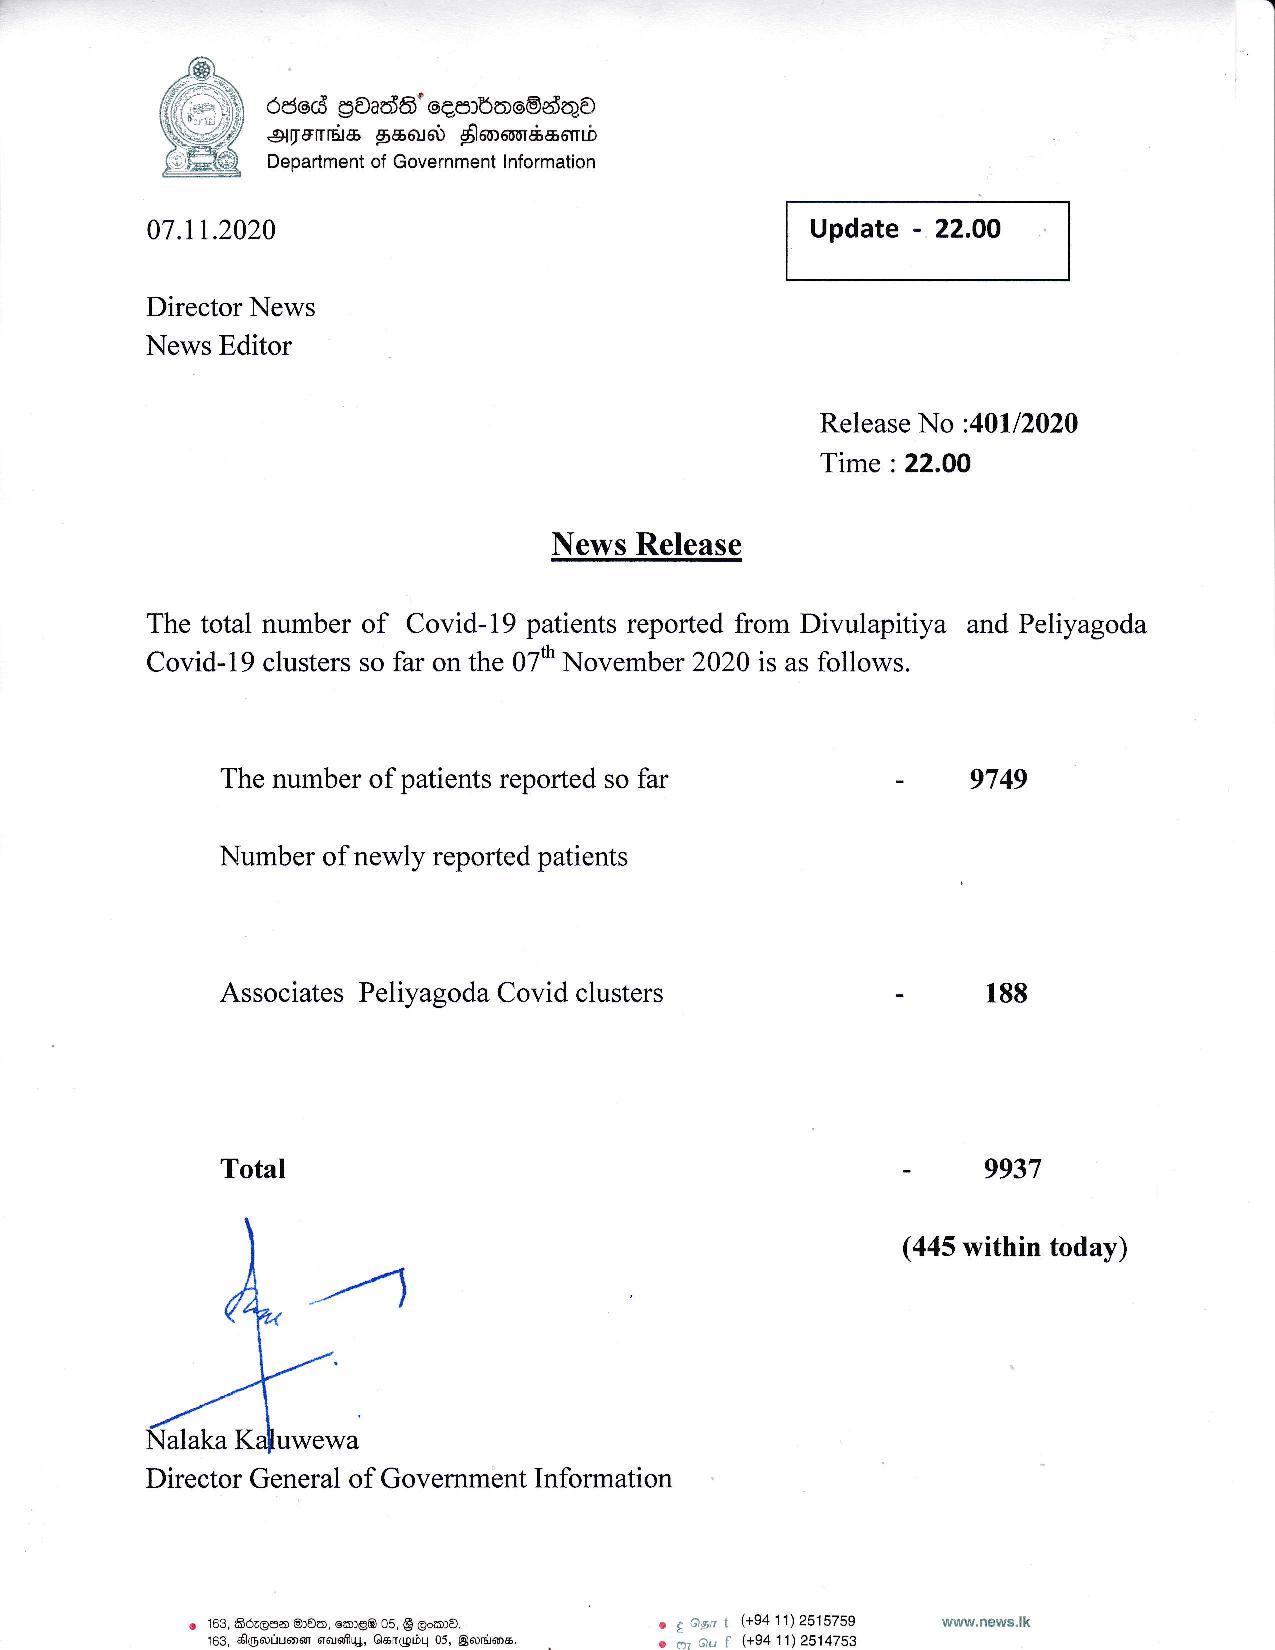 රජයේ ප්‍රවෘත්ති දෙපාර්තමේන්තුව
அரசாங்க தகவல் திணைக்களம்
Department of Government Information
07.11.2020
Update - 22.00
Director News
News Editor
Release No :401/2020
Time : 22.00
News Release
The total number of Covid-19 patients reported from Divulapitiya and Peliyagoda
Covid-19 clusters so far on the 07th November 2020 is as follows.
The number of patients reported so far - 9749
Number of newly reported patients
Associates Peliyagoda Covid clusters - 188
Total - 9937
(445 within today)
Nalaka Kaluwewa
Director General of Government Information
163, කිරුලපන මාවත, කොළඹ 05, ශ්‍රී ලංකාව. දු தொ t (+94 11) 2515759 www.news.lk
163, கிருலப்பனை எவனியூ, கொழும்பு 05, இலங்கை. පෙ f (+94 11) 2514753